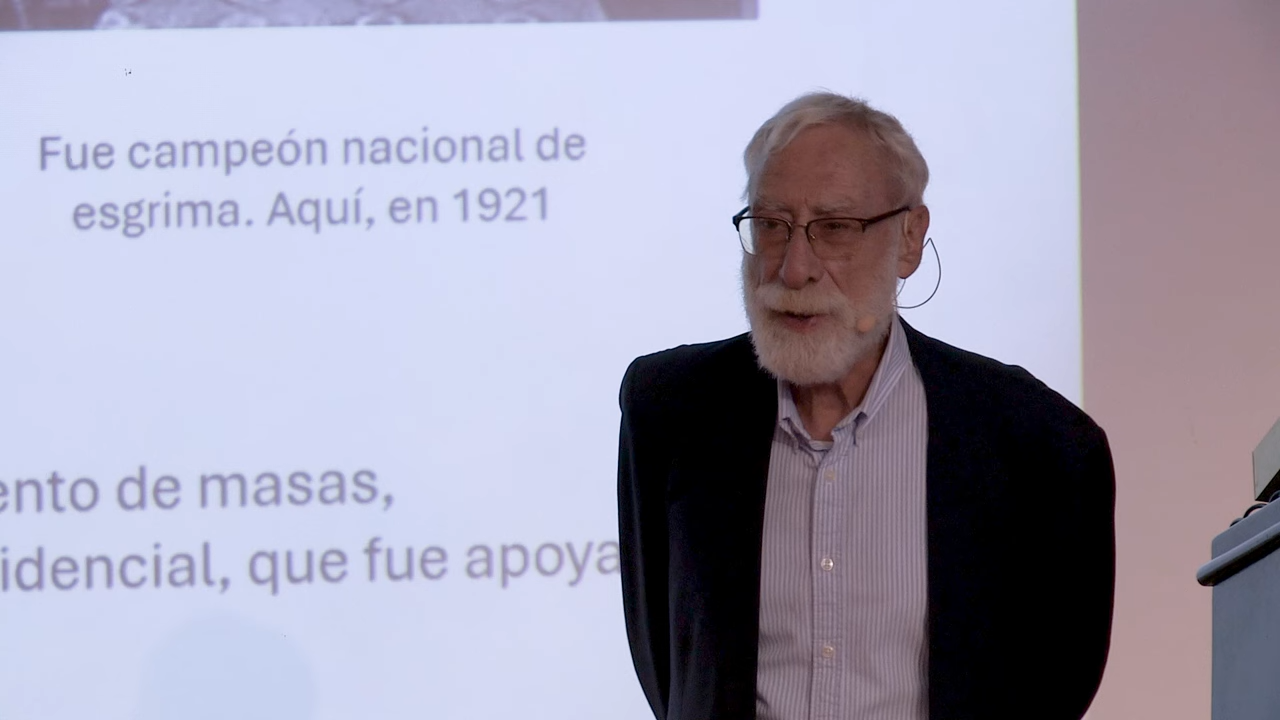 Fue campeón nacional de
esgrima. Aquí, en 1921
ento de masas,
idencial, que fue apoya